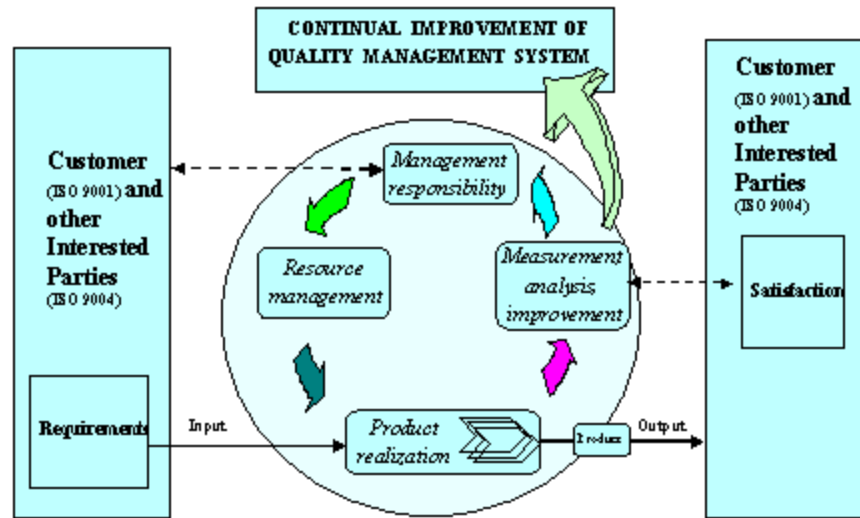 CONTINUAL IMPROVEMENT OF
QUALITY MANAGEMENT SYSTEM
Customer
(ISO 9001) and
other
Interested
Parties
(ISO 9004)
Requirements
Input
Management
responsibility
Resource
management
Measurement,
analysis,
improvement
Product
realization
Product
Output
Customer
(ISO 9001) and
other
Interested
Parties
(ISO 9004)
Satisfaction